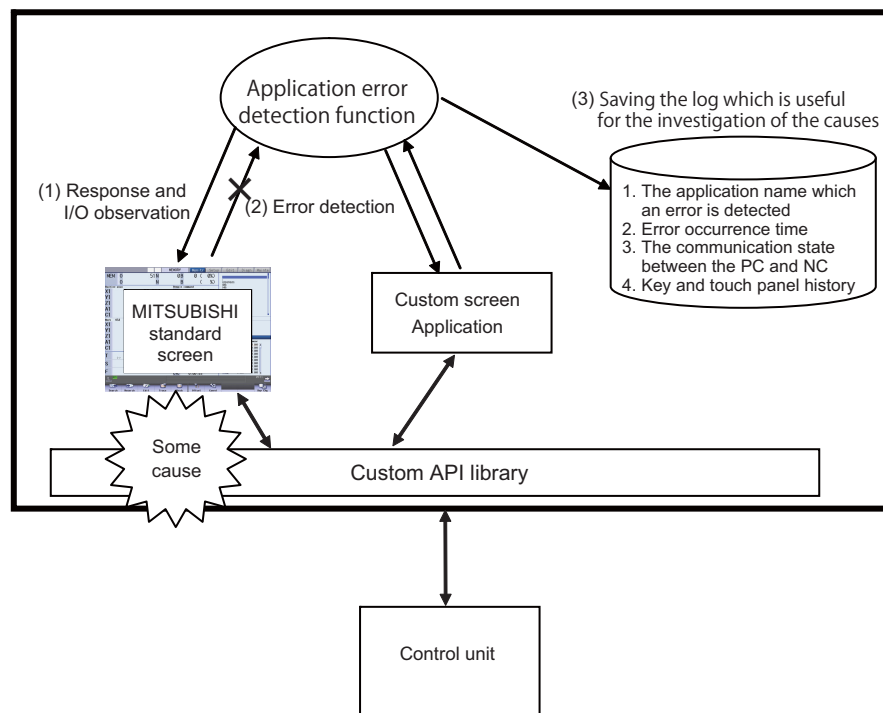 Application error
detection function
(3) Saving the log which is useful
for the investigation of the causes
(1) Response and
I/O observation
(2) Error detection
1. The application name which
an error is detected
2. Error occurrence time
3. The communication state
between the PC and NC
4. Key and touch panel history
MITSUBISHI
standard
screen
Custom screen
Application
Some
cause
Custom API library
Control unit